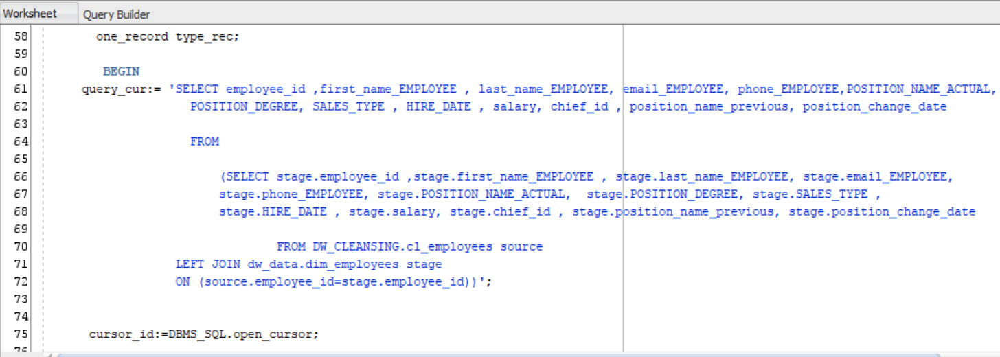 Worksheet Query Builder
58 one_record type_rec;
59
60 BEGIN
61 query_cur:= 'SELECT employee_id ,first_name_EMPLOYEE , last_name_EMPLOYEE, email_EMPLOYEE, phone_EMPLOYEE,POSITION_NAME_ACTUAL,
62 POSITION_DEGREE, SALES_TYPE , HIRE_DATE , salary, chief_id , position_name_previous, position_change_date
63
64 FROM
65
66 (SELECT stage.employee_id ,stage.first_name_EMPLOYEE , stage.last_name_EMPLOYEE, stage.email_EMPLOYEE,
67 stage.phone_EMPLOYEE, stage.POSITION_NAME_ACTUAL, stage.POSITION_DEGREE, stage.SALES_TYPE ,
68 stage.HIRE_DATE , stage.salary, stage.chief_id , stage.position_name_previous, stage.position_change_date
69
70 FROM DW_CLEANSING.cl_employees source
71 LEFT JOIN dw_data.dim_employees stage
72 ON (source.employee_id=stage.employee_id))';
73
74
75 cursor_id:=DBMS_SQL.open_cursor;
76